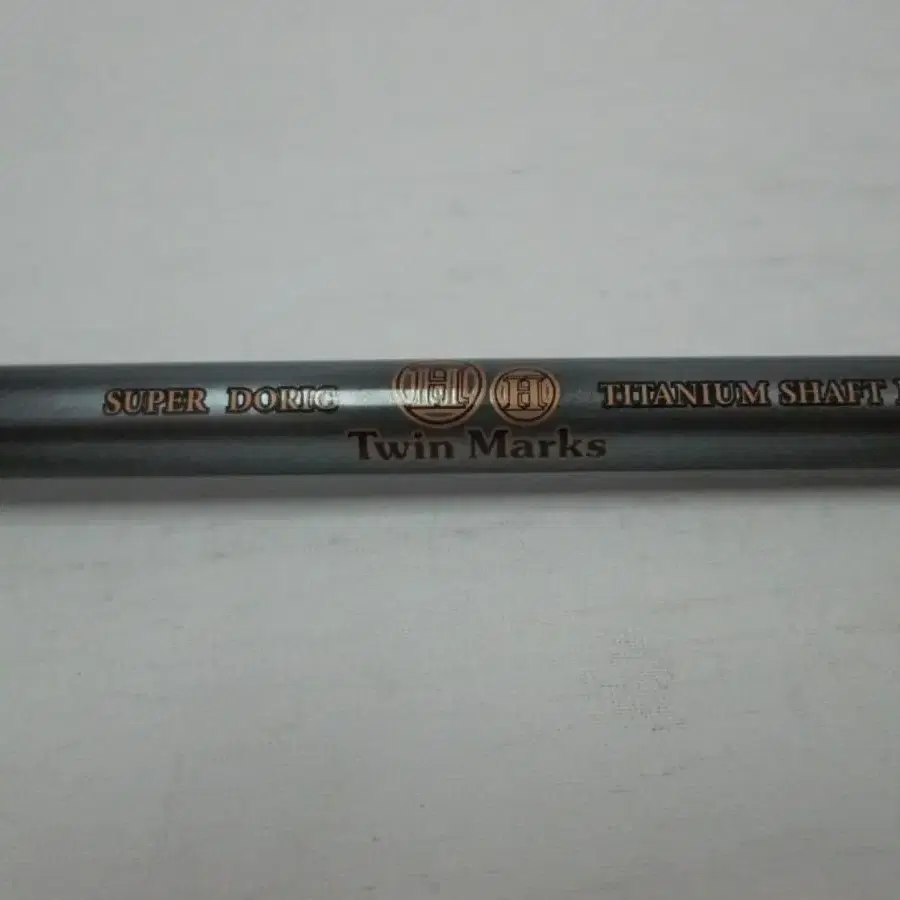 SUPER DORIC H H TITANIUM SHAFT
Twin Marks